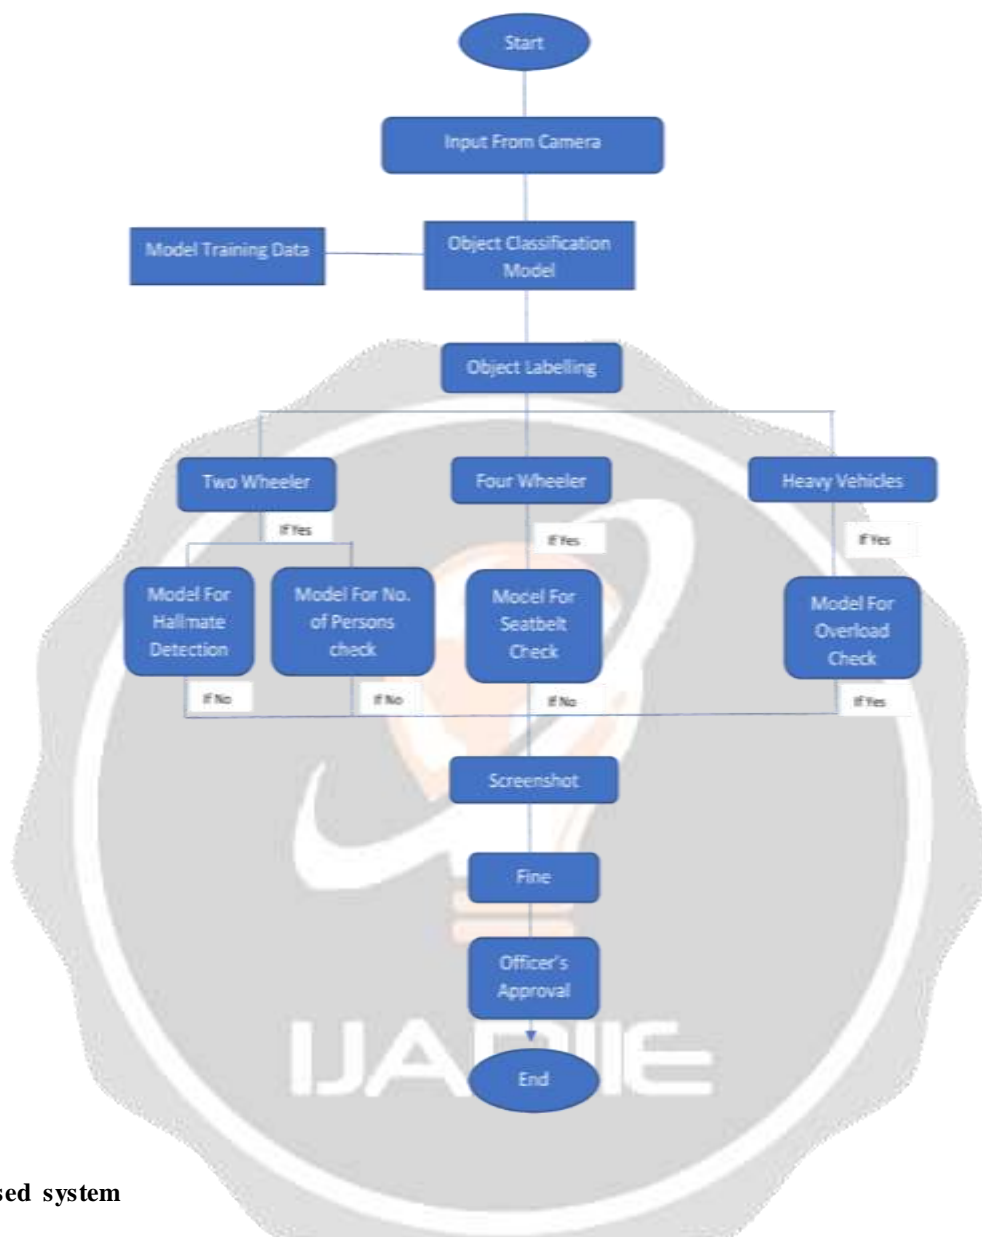 Start
Input From Camera
Model Training Data
Object Classification
Model
Object Labelling
Two Wheeler
Four Wheeler
Heavy Vehicles
If Yes
If Yes
If Yes
Model For
Hallmate
Detection
Model For No.
of Persons
check
Model For
Seatbelt
Check
Model For
Overload
Check
If No
If No
If No
If Yes
Screenshot
Fine
Officer's
Approval
End
IJARIIE
sed system